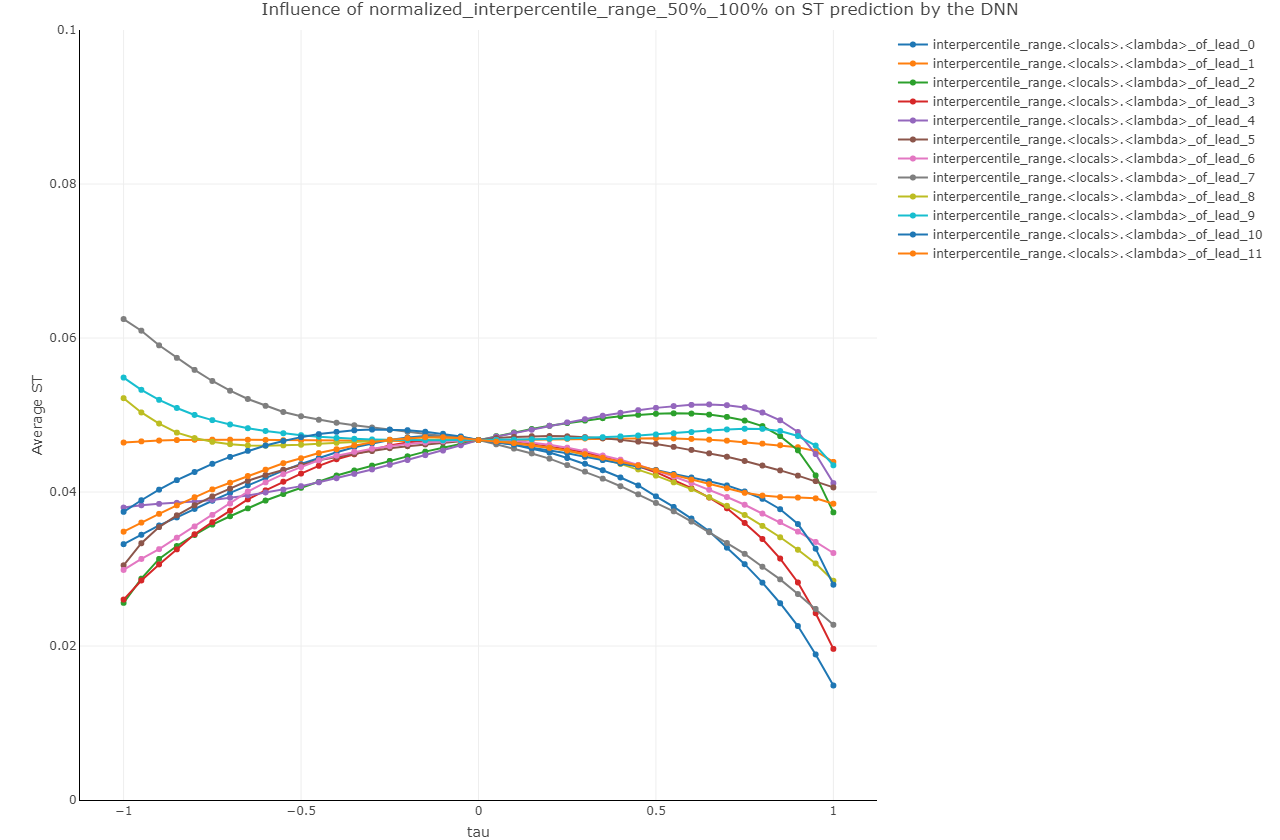 Influence of normalized_interpercentile_range_50%_100% on ST prediction by the DNN
0.1
0.08
0.06
0.04
0.02
0
Average ST
−1
−0.5
0
0.5
1
tau
interpercentile_range.<locals>.<lambda>_of_lead_0
interpercentile_range.<locals>.<lambda>_of_lead_1
interpercentile_range.<locals>.<lambda>_of_lead_2
interpercentile_range.<locals>.<lambda>_of_lead_3
interpercentile_range.<locals>.<lambda>_of_lead_4
interpercentile_range.<locals>.<lambda>_of_lead_5
interpercentile_range.<locals>.<lambda>_of_lead_6
interpercentile_range.<locals>.<lambda>_of_lead_7
interpercentile_range.<locals>.<lambda>_of_lead_8
interpercentile_range.<locals>.<lambda>_of_lead_9
interpercentile_range.<locals>.<lambda>_of_lead_10
interpercentile_range.<locals>.<lambda>_of_lead_11